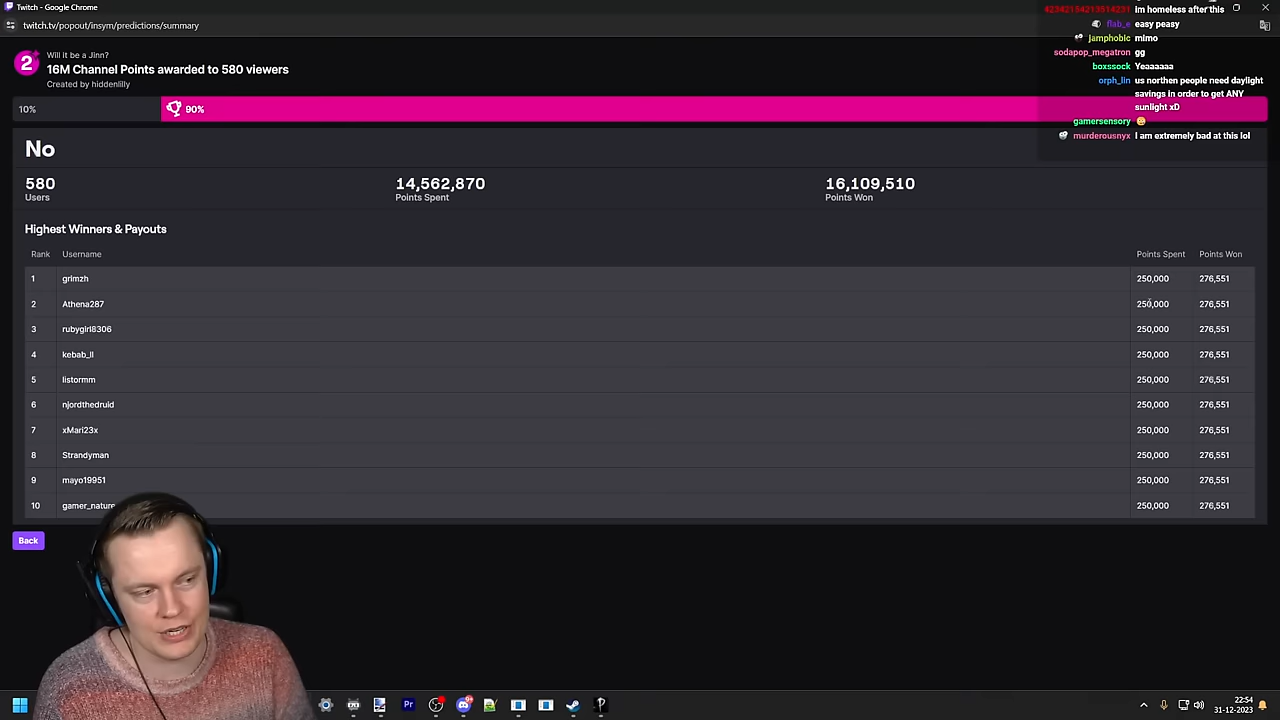 Twitch - Google Chrome
twitch.tv/popout/insym/predictions/summary
42342154213514231 Im homeless after this
flab_e easy peasy
jamphobic mimo
sodapop_megatron gg
boxssock Yeaaaaaa
orph_lin us northen people need daylight
savings in order to get ANY
sunlight xD
gamersensory
murderousnyx I am extremely bad at this lol
2
Will it be a Jinn?
16M Channel Points awarded to 580 viewers
Created by hiddenlilly
10% 90%
No
580 14,562,870 16,109,510
Users Points Spent Points Won
Highest Winners & Payouts
Rank Username Points Spent Points Won
1 grimzh 250,000 276,551
2 Athena287 250,000 276,551
3 rubygirl8306 250,000 276,551
4 kebab_ll 250,000 276,551
5 listormm 250,000 276,551
6 njordthedruid 250,000 276,551
7 xMari23x 250,000 276,551
8 Strandyman 250,000 276,551
9 mayo19951 250,000 276,551
10 gamer_nature 250,000 276,551
Back
Pr
22:54
31-12-2023